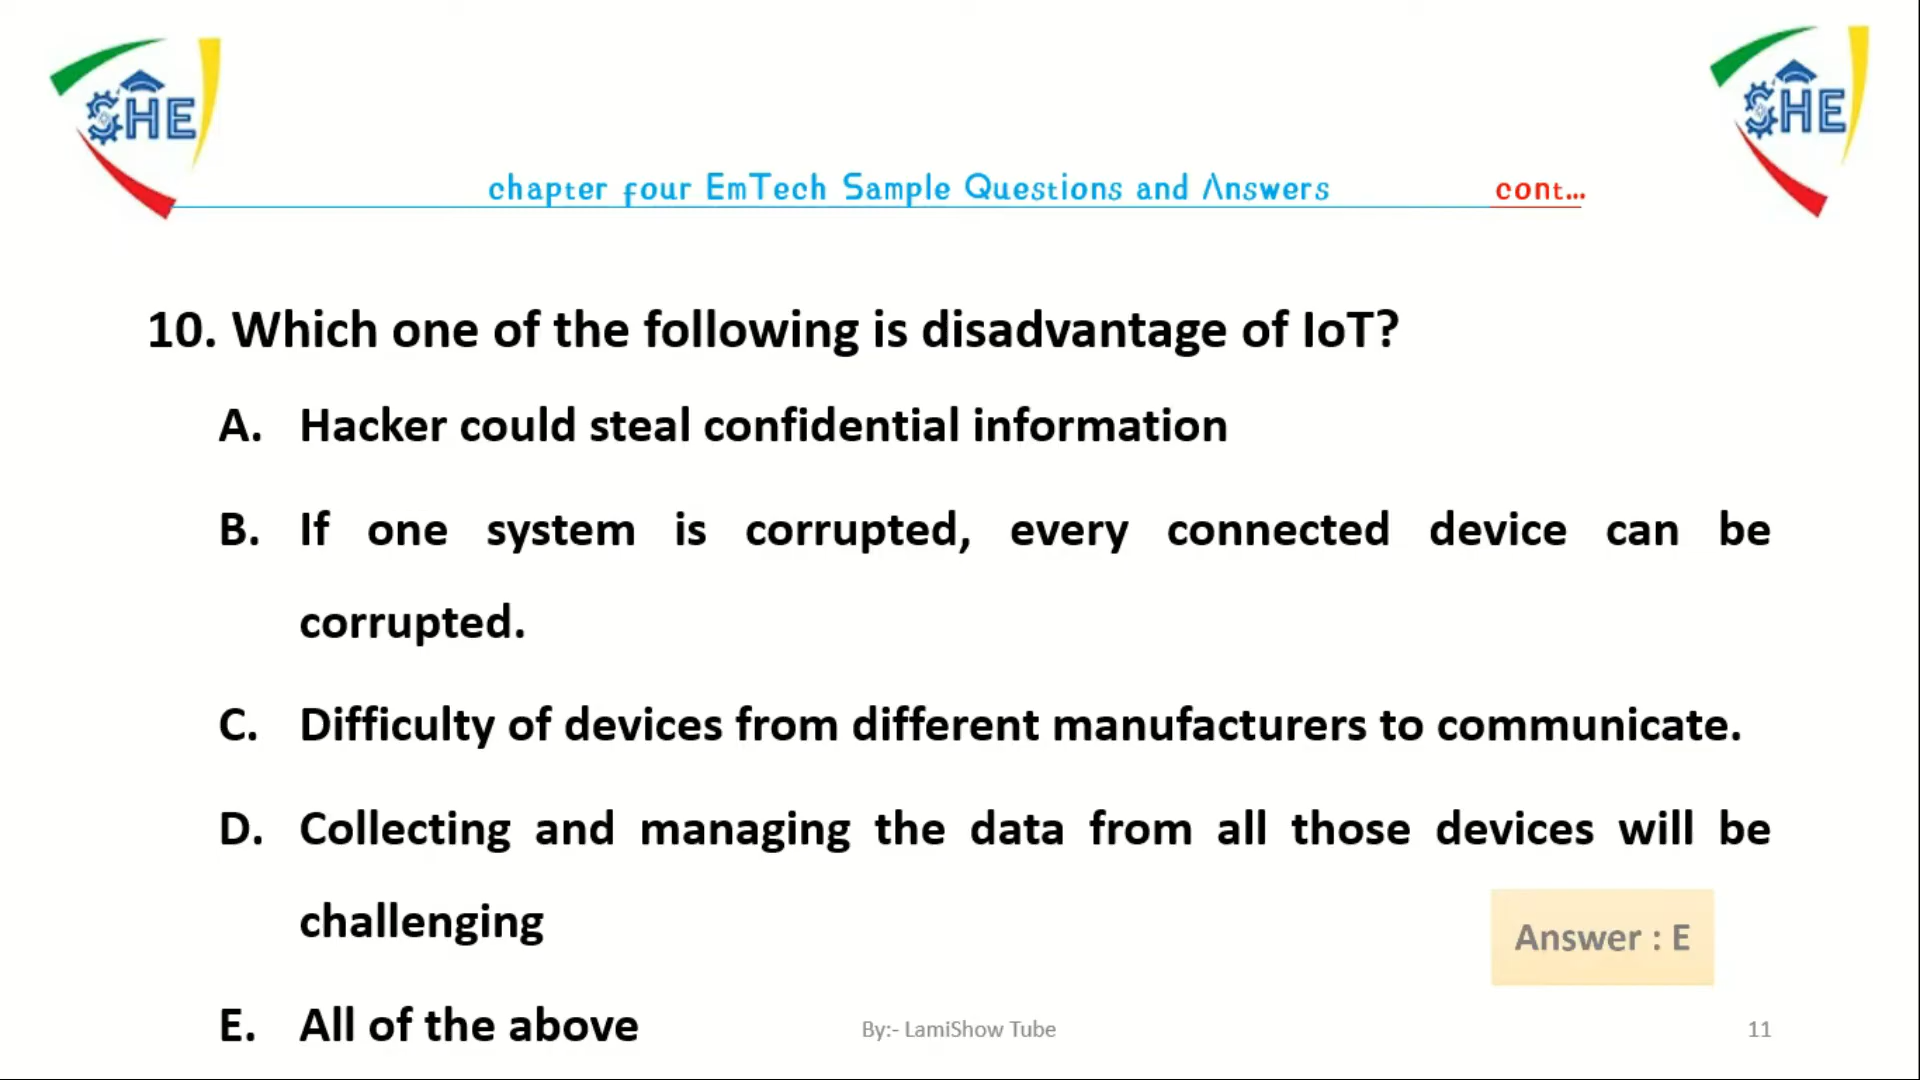 SHE
SHE
chapter four EmTech Sample Questions and Answers cont...
10. Which one of the following is disadvantage of IoT?
A. Hacker could steal confidential information
B. If one system is corrupted, every connected device can be
corrupted.
C. Difficulty of devices from different manufacturers to communicate.
D. Collecting and managing the data from all those devices will be
challenging
Answer : E
E. All of the above
By:- LamiShow Tube
11